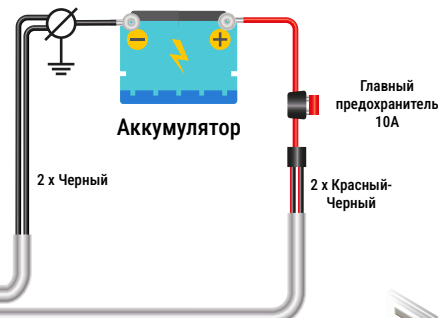 Главный
предохранитель
10А
Аккумулятор
2 x Черный
2 x Красный-
Черный